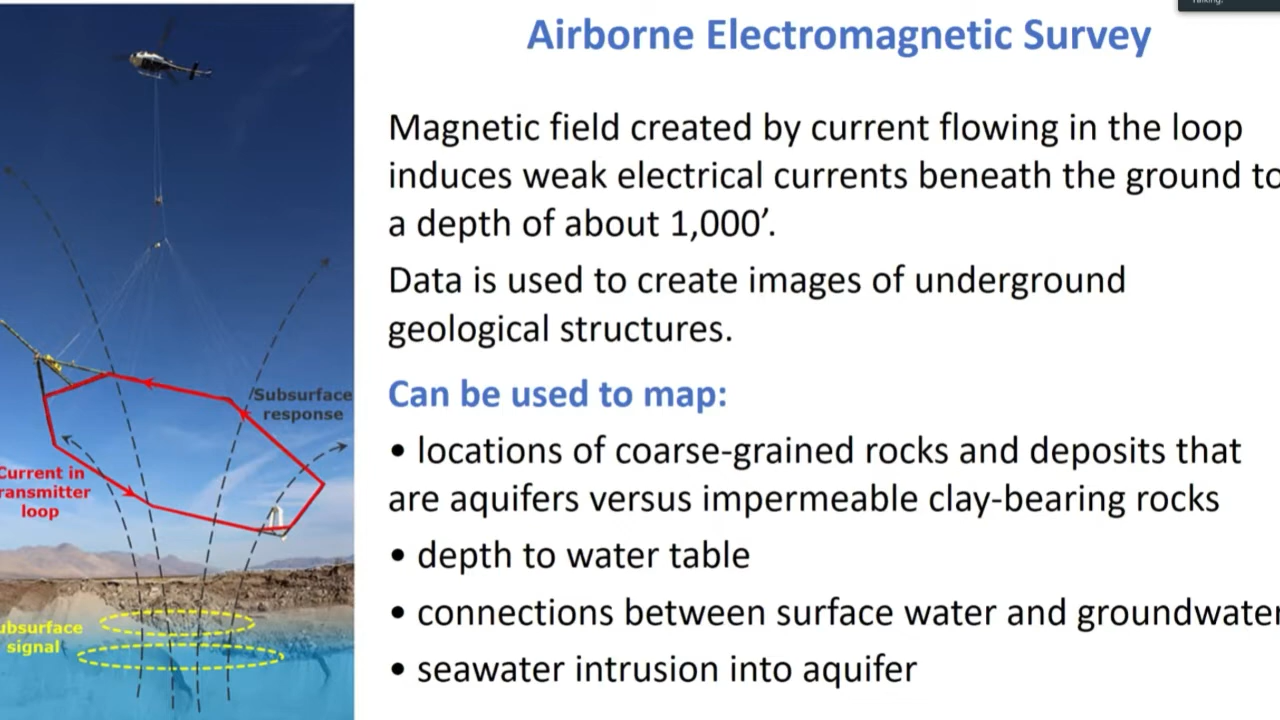 Talking:
Airborne Electromagnetic Survey
Magnetic field created by current flowing in the loop
induces weak electrical currents beneath the ground to
a depth of about 1,000’.
Data is used to create images of underground
geological structures.
Can be used to map:
• locations of coarse-grained rocks and deposits that
are aquifers versus impermeable clay-bearing rocks
• depth to water table
• connections between surface water and groundwater
• seawater intrusion into aquifer
Subsurface
response
Current in
ransmitter
loop
ubsurface
signal